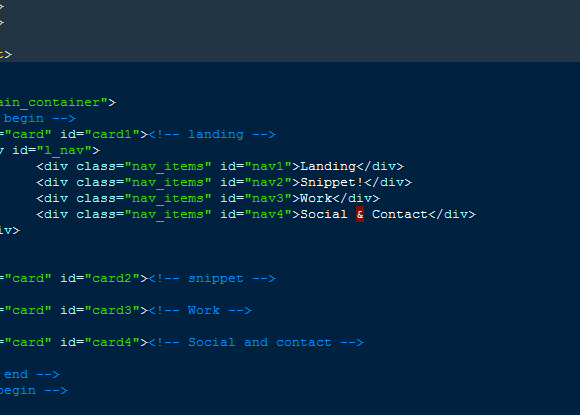 >
>
t>
ain_container">
begin -->
="card" id="card1"><!-- landing -->
v id="l_nav">
<div class="nav_items" id="nav1">Landing</div>
<div class="nav_items" id="nav2">Snippet!</div>
<div class="nav_items" id="nav3">Work</div>
<div class="nav_items" id="nav4">Social & Contact</div>
iv>
="card" id="card2"><!-- snippet -->
="card" id="card3"><!-- Work -->
="card" id="card4"><!-- Social and contact -->
end -->
begin -->